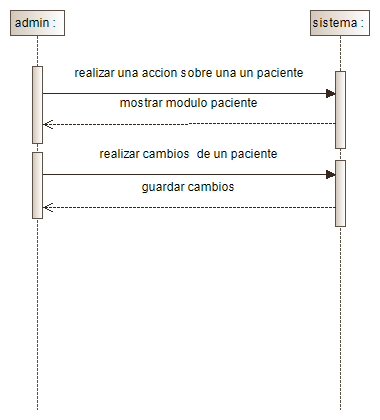 admin :
sistema :
realizar una accion sobre una un paciente
mostrar modulo paciente
realizar cambios de un paciente
guardar cambios